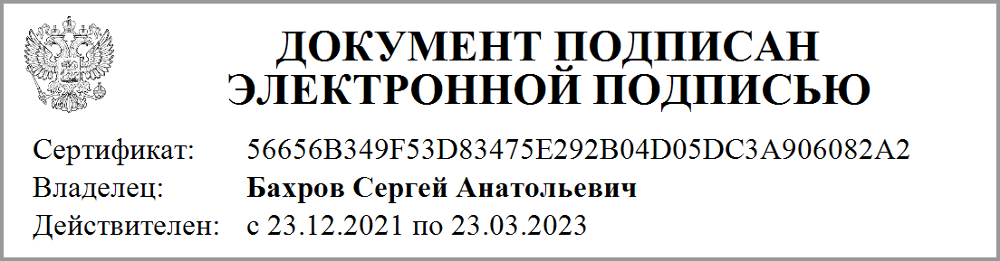 ДОКУМЕНТ ПОДПИСАН
ЭЛЕКТРОННОЙ ПОДПИСЬЮ
Сертификат: 56656B349F53D83475E292B04D05DC3A906082A2
Владелец: Бахров Сергей Анатольевич
Действителен: с 23.12.2021 по 23.03.2023